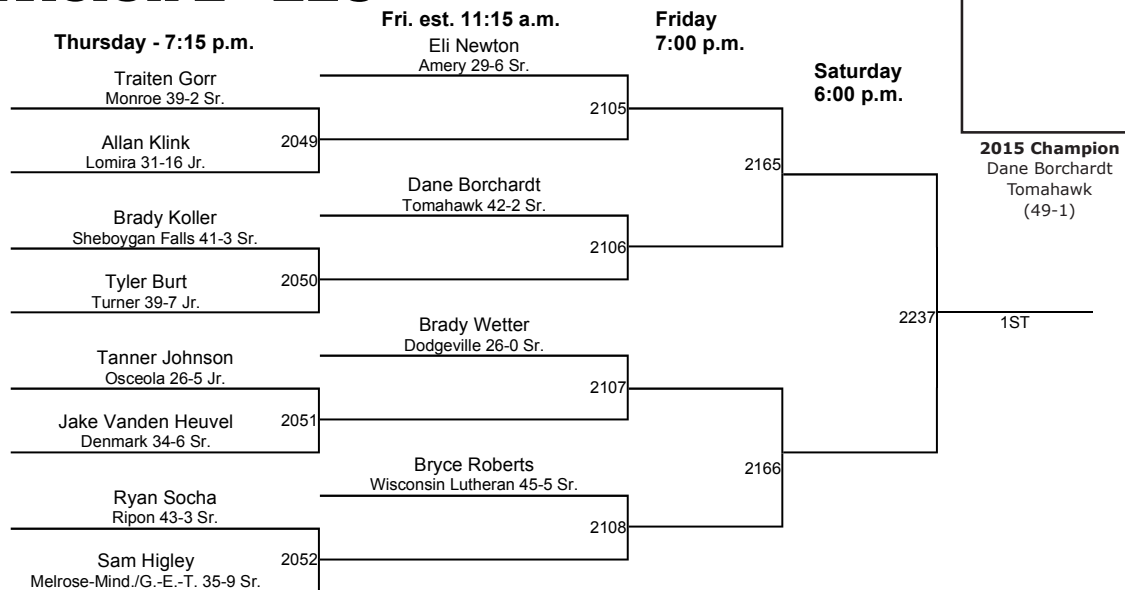 Thursday - 7:15 p.m.
Fri. est. 11:15 a.m.
Friday
7:00 p.m.
Saturday
6:00 p.m.
Traiten Gorr
Monroe 39-2 Sr.
Allan Klink
Lomira 31-16 Jr.
2049
Brady Koller
Sheboygan Falls 41-3 Sr.
Tyler Burt
Turner 39-7 Jr.
2050
Tanner Johnson
Osceola 26-5 Jr.
Jake Vanden Heuvel
Denmark 34-6 Sr.
2051
Ryan Socha
Ripon 43-3 Sr.
Sam Higley
Melrose-Mind./G.-E.-T. 35-9 Sr.
2052
Eli Newton
Amery 29-6 Sr.
2105
Dane Borchardt
Tomahawk 42-2 Sr.
2106
Brady Wetter
Dodgeville 26-0 Sr.
2107
Bryce Roberts
Wisconsin Lutheran 45-5 Sr.
2108
2165
2166
2237
1ST
2015 Champion
Dane Borchardt
Tomahawk
(49-1)